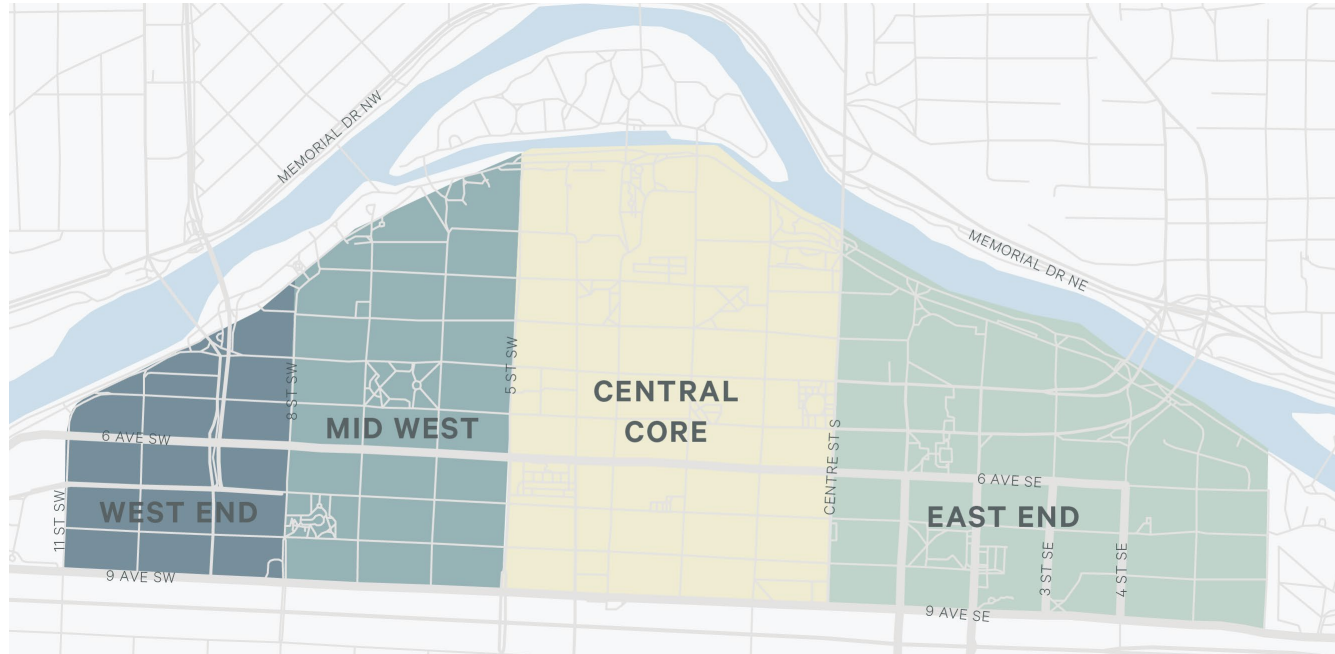 MEMORIAL DR NW
MEMORIAL DR NE
5 ST SW
8 ST SW
CENTRAL
CORE
MID WEST
6 AVE SW
CENTRE ST S
6 AVE SE
WEST END
EAST END
11 ST SW
3 ST SE
4 ST SE
9 AVE SW
9 AVE SE